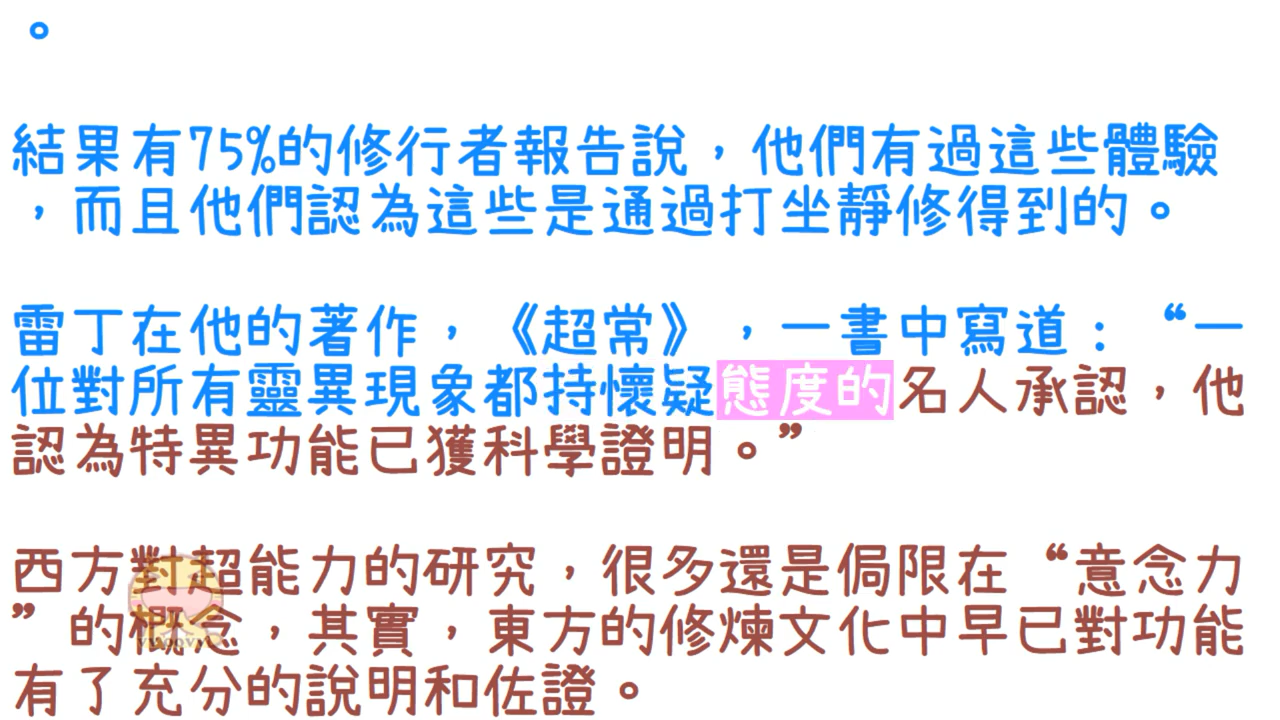 。
結果有75%的修行者報告說，他們有過這些體驗
，而且他們認為這些是通過打坐靜修得到的。
雷丁在他的著作，《超常》，一書中寫道：“一
位對所有靈異現象都持懷疑態度的名人承認，他
認為特異功能已獲科學證明。”
西方對超能力的研究，很多還是侷限在“意念力
”的概念，其實，東方的修煉文化中早已對功能
有了充分的說明和佐證。